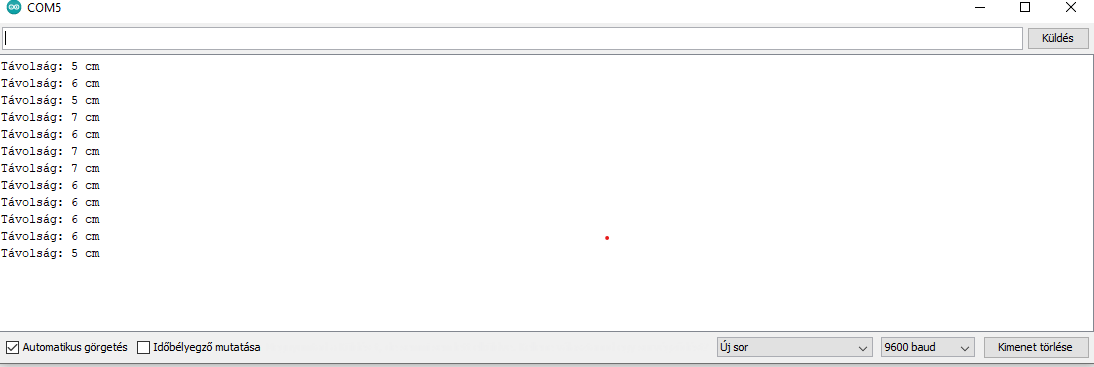 COM5
Küldés
Távolság: 5 cm
Távolság: 6 cm
Távolság: 5 cm
Távolság: 7 cm
Távolság: 6 cm
Távolság: 7 cm
Távolság: 7 cm
Távolság: 6 cm
Távolság: 6 cm
Távolság: 6 cm
Távolság: 6 cm
Távolság: 5 cm
Automatikus görgetés Időbélyegző mutatása Új sor 9600 baud Kimenet törlése